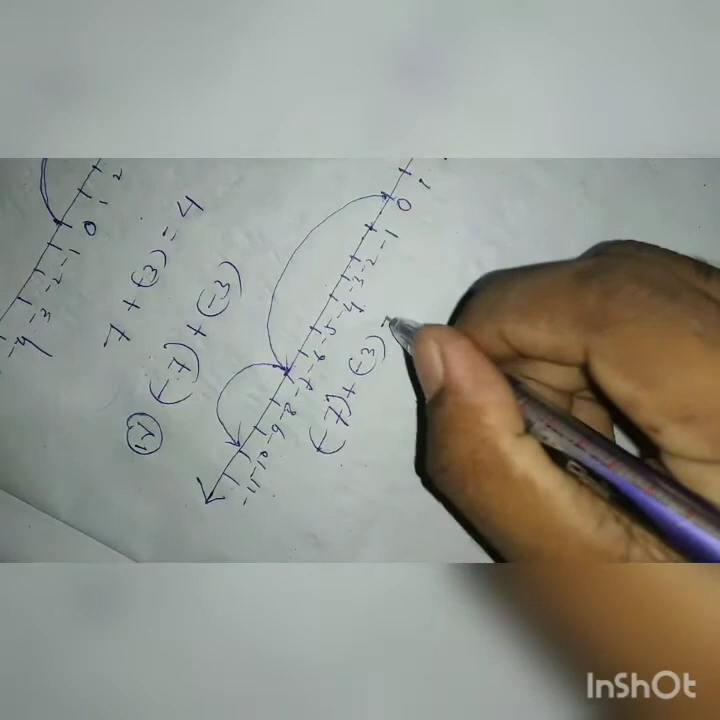 -4 -3 -2 -1 0 1 2
7 + (-3) = 4
(iv) (-7) + (-3)
-11 -10 -9 -8 -7 -6 -5 -4 -3 -2 -1 0 1
(-7) + (-3) =
InShOt